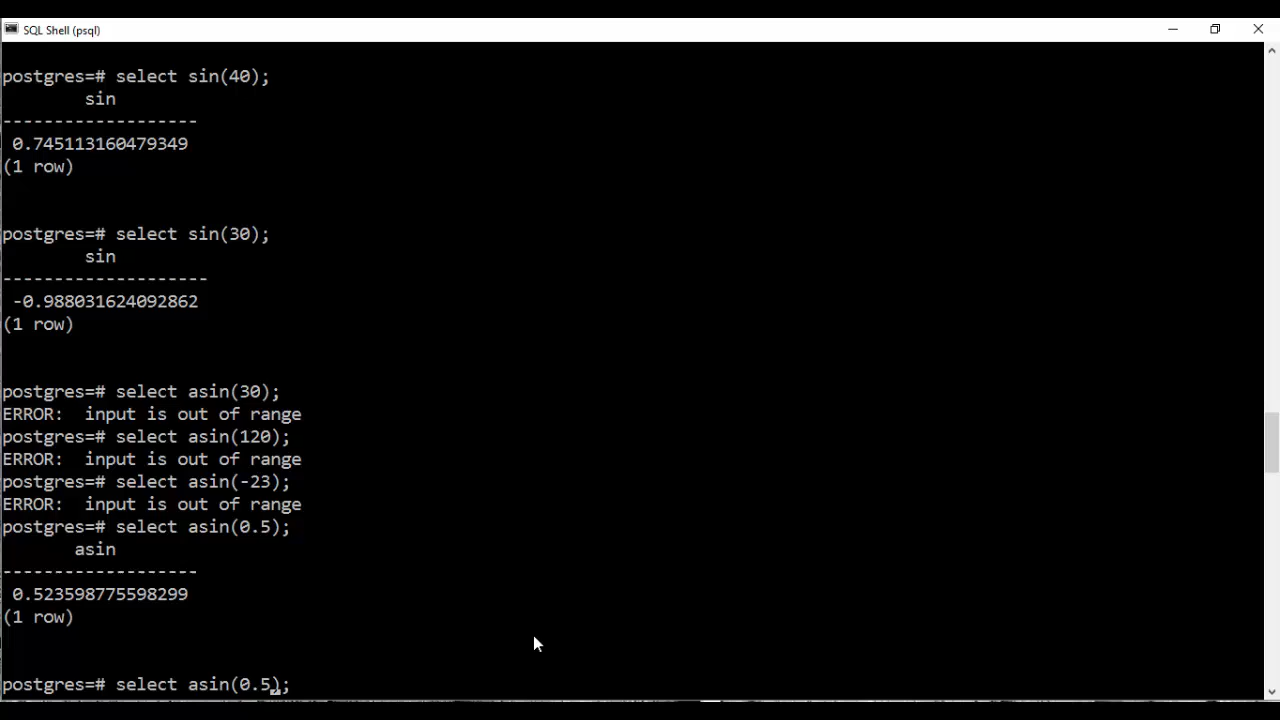 SQL Shell (psql)
postgres=# select sin(40);
sin
-------------------
0.745113160479349
(1 row)
postgres=# select sin(30);
sin
--------------------
-0.988031624092862
(1 row)
postgres=# select asin(30);
ERROR:  input is out of range
postgres=# select asin(120);
ERROR:  input is out of range
postgres=# select asin(-23);
ERROR:  input is out of range
postgres=# select asin(0.5);
asin
-------------------
0.523598775598299
(1 row)
postgres=# select asin(0.5);